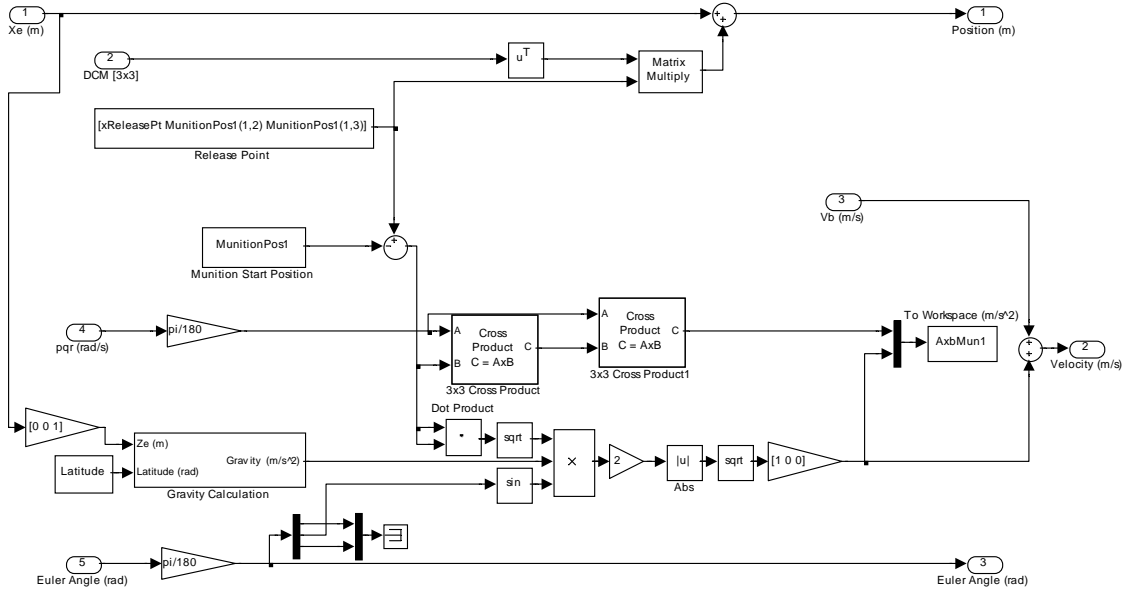 1
Xe (m)
+
+
1
Position (m)
2
DCM [3x3]
u^T
Matrix
Multiply
[xReleasePt MunitionPos1(1,2) MunitionPos1(1,3)]
Release Point
3
Vb (m/s)
MunitionPos1
Munition Start Position
+
-
4
pqr (rad/s)
pi/180
A
B
Cross
Product
C = AxB
C
3x3 Cross Product
A
B
Cross
Product
C = AxB
C
3x3 Cross Product1
To Workspace (m/s^2)
AxbMun1
+
+
2
Velocity (m/s)
Dot Product
sqrt
[0 0 1]
Ze (m)
Latitude (rad)
Gravity (m/s^2)
Gravity Calculation
Latitude
sin
×
2
|u|
Abs
sqrt
[1 0 0]
5
Euler Angle (rad)
pi/180
3
Euler Angle (rad)